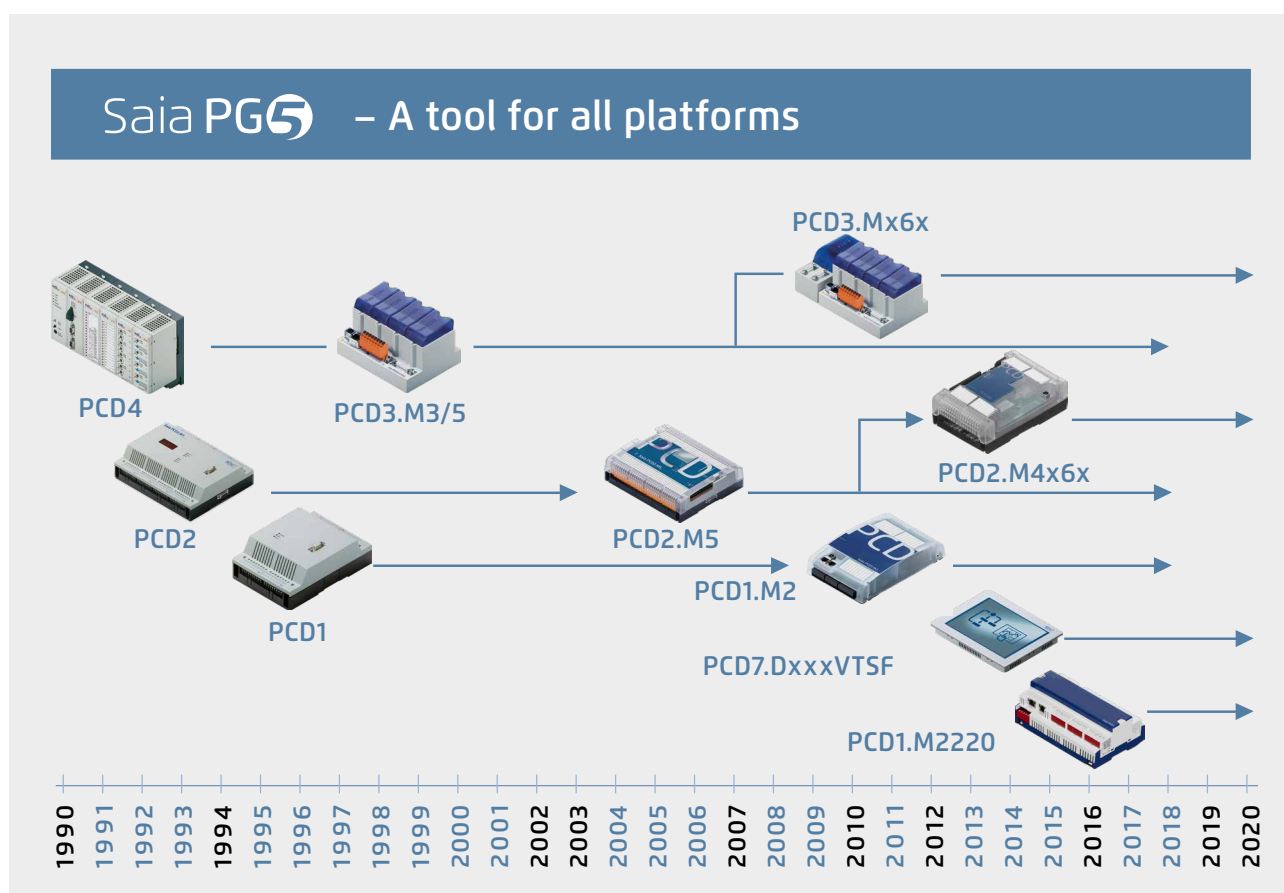 Saia PG5 – A tool for all platforms
PCD3.Mx6x
PCD4
PCD3.M3/5
PCD2.M4x6x
PCD2
PCD2.M5
PCD1.M2
PCD1
PCD7.DxxxVTSF
PCD1.M2220
1990 1991 1992 1993 1994 1995 1996 1997 1998 1999 2000 2001 2002 2003 2004 2005 2006 2007 2008 2009 2010 2011 2012 2013 2014 2015 2016 2017 2018 2019 2020